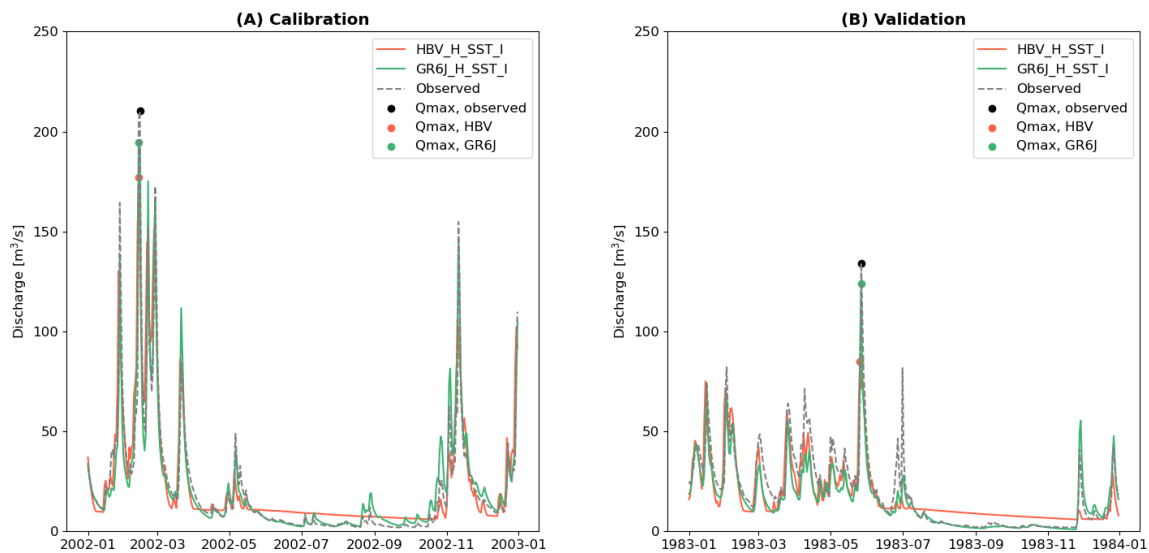 (A) Calibration
250
200
150
100
50
0
Discharge [m³/s]
2002-01 2002-03 2002-05 2002-07 2002-09 2002-11 2003-01
HBV_H_SST_I
GR6J_H_SST_I
Observed
Qmax, observed
Qmax, HBV
Qmax, GR6J
(B) Validation
250
200
150
100
50
0
Discharge [m³/s]
1983-01 1983-03 1983-05 1983-07 1983-09 1983-11 1984-01
HBV_H_SST_I
GR6J_H_SST_I
Observed
Qmax, observed
Qmax, HBV
Qmax, GR6J